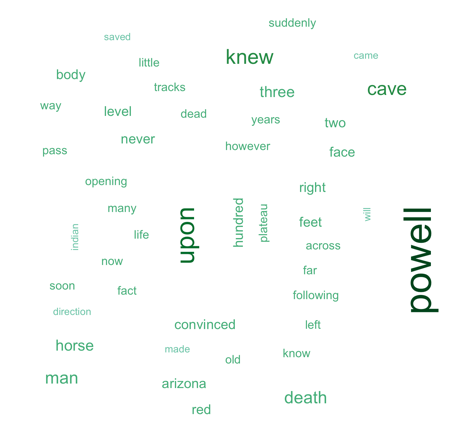 suddenly
saved
knew
came
little
body
tracks
three
cave
way
level
dead
years
two
never
however
pass
face
opening
right
many
upon
hundred
plateau
will
powell
feet
indian
life
across
now
far
soon
fact
following
direction
convinced
left
horse
made
old
know
man
arizona
death
red